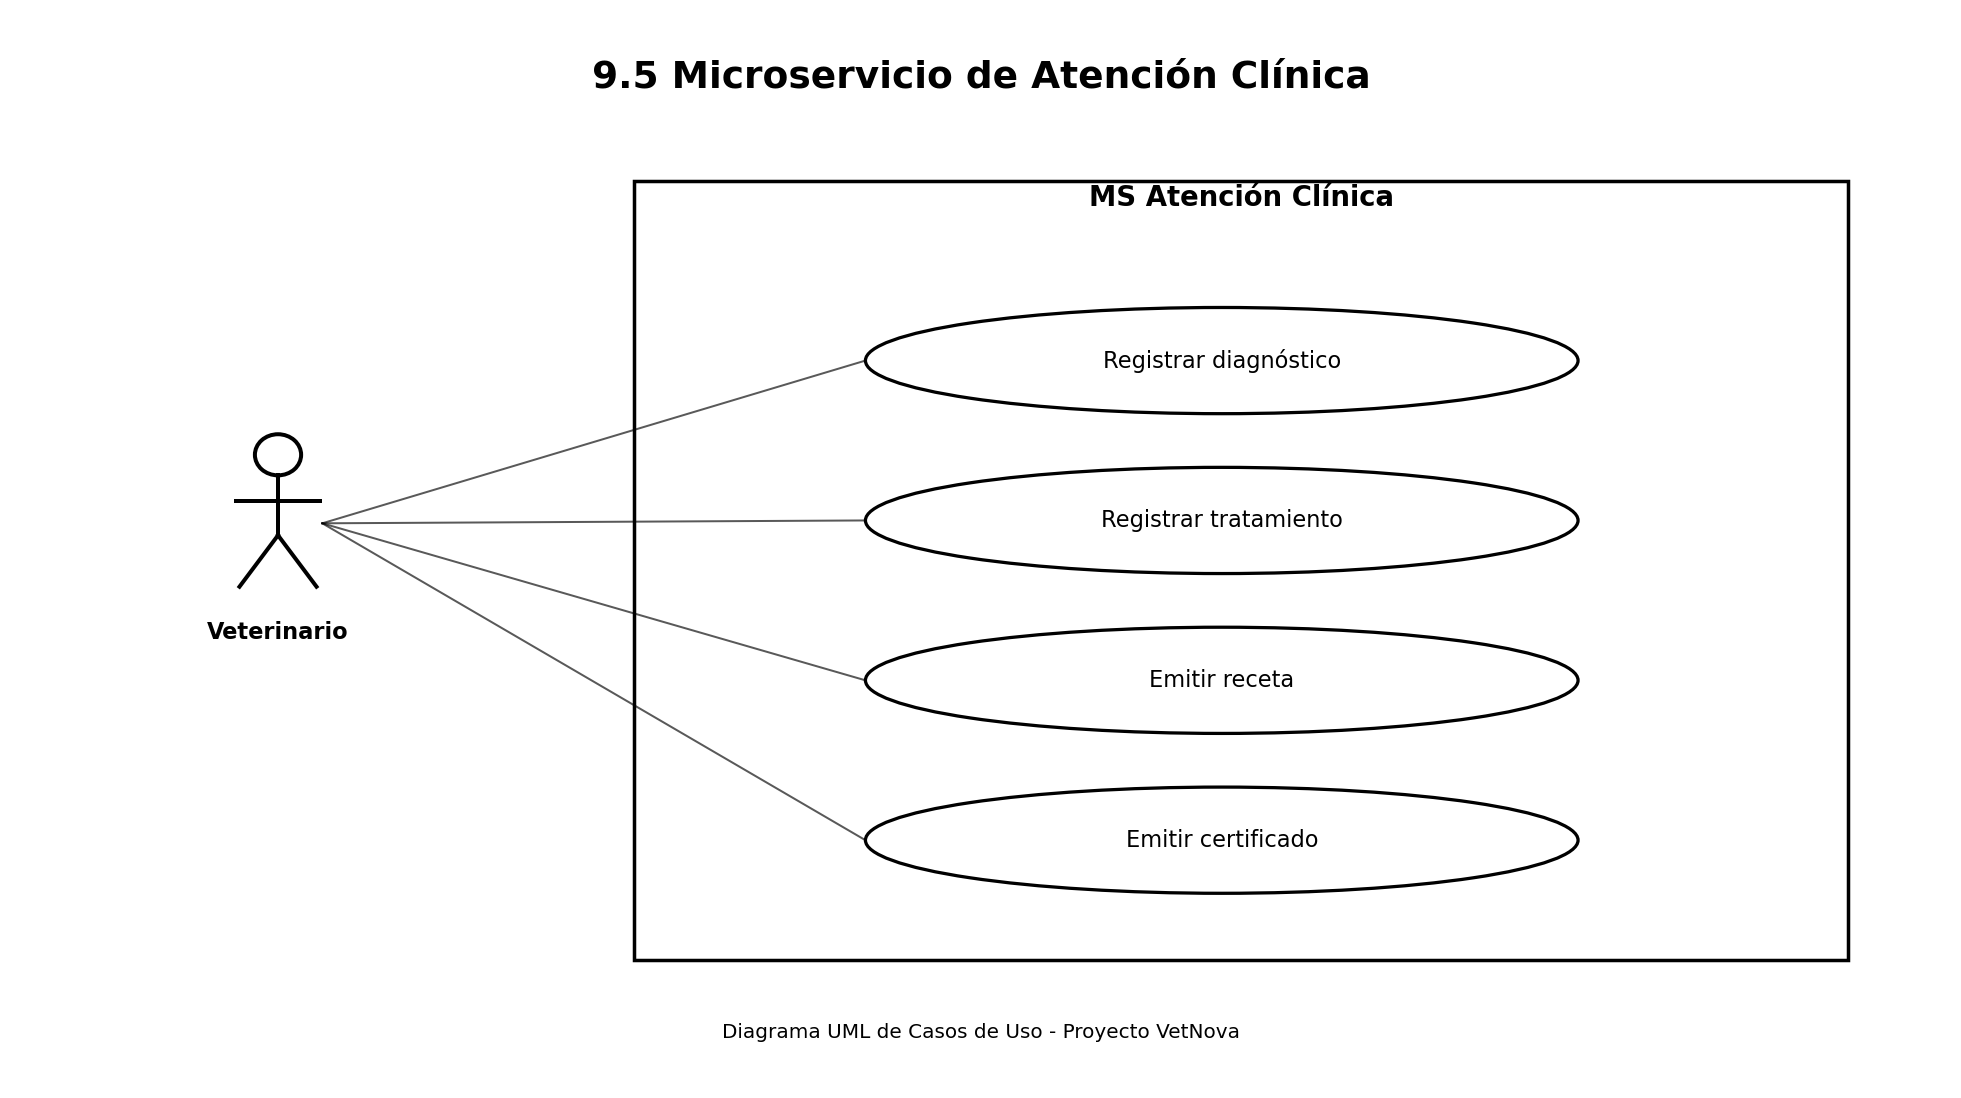 9.5 Microservicio de Atención Clínica
MS Atención Clínica
Registrar diagnóstico
Registrar tratamiento
Veterinario
Emitir receta
Emitir certificado
Diagrama UML de Casos de Uso - Proyecto VetNova